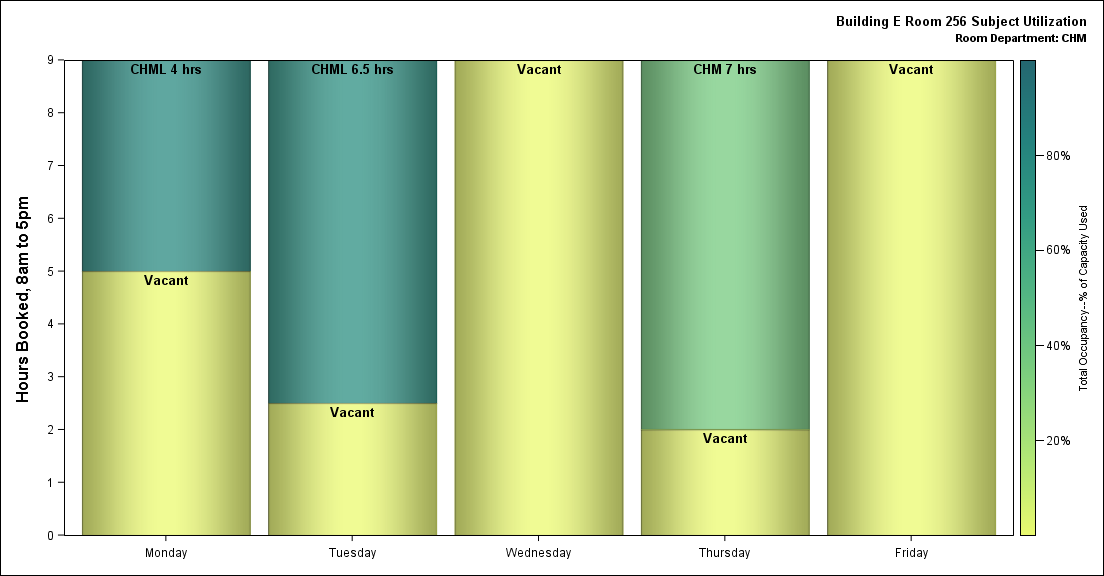 Building E Room 256 Subject Utilization
Room Department: CHM
Hours Booked, 8am to 5pm
9
8
7
6
5
4
3
2
1
0
CHML 4 hrs
Vacant
CHML 6.5 hrs
Vacant
Vacant
CHM 7 hrs
Vacant
Vacant
Monday
Tuesday
Wednesday
Thursday
Friday
80%
60%
40%
20%
Total Occupancy--% of Capacity Used